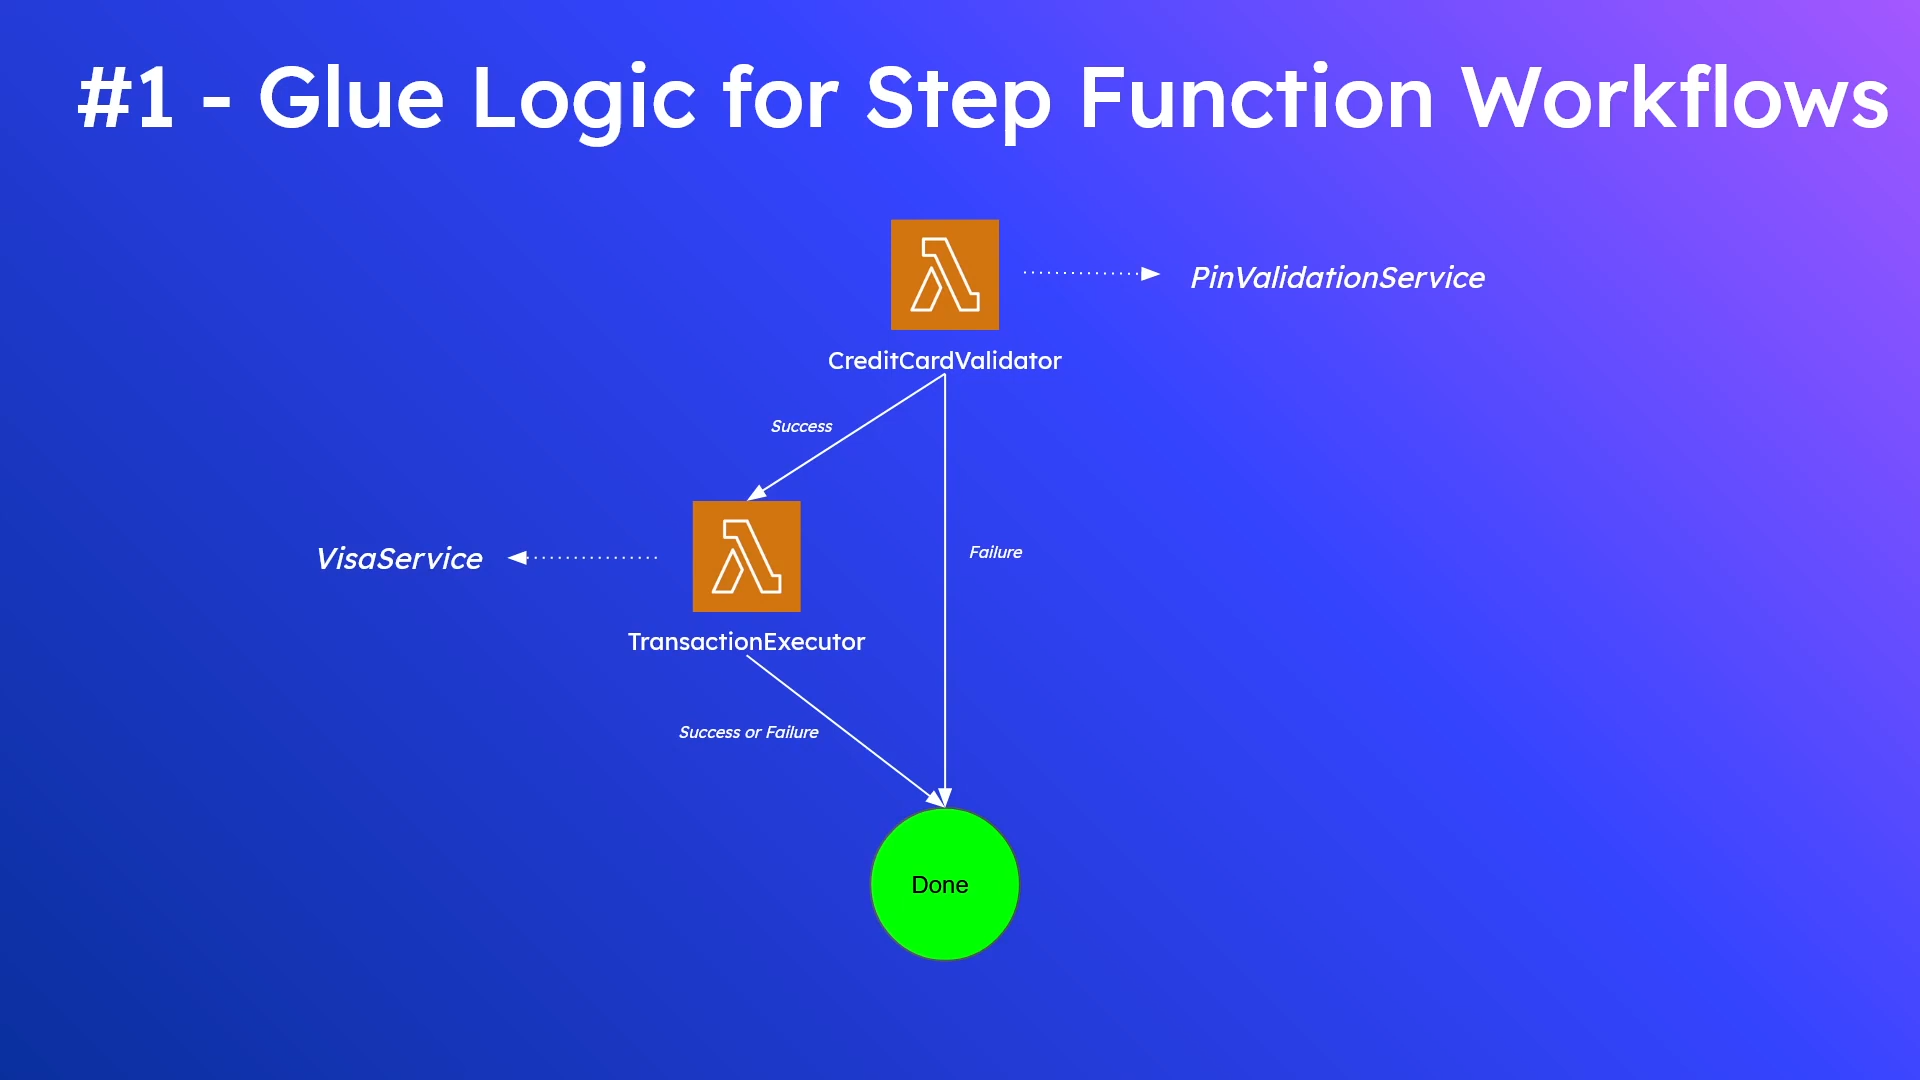 #1 - Glue Logic for Step Function Workflows
PinValidationService
CreditCardValidator
Success
Failure
VisaService
TransactionExecutor
Success or Failure
Done